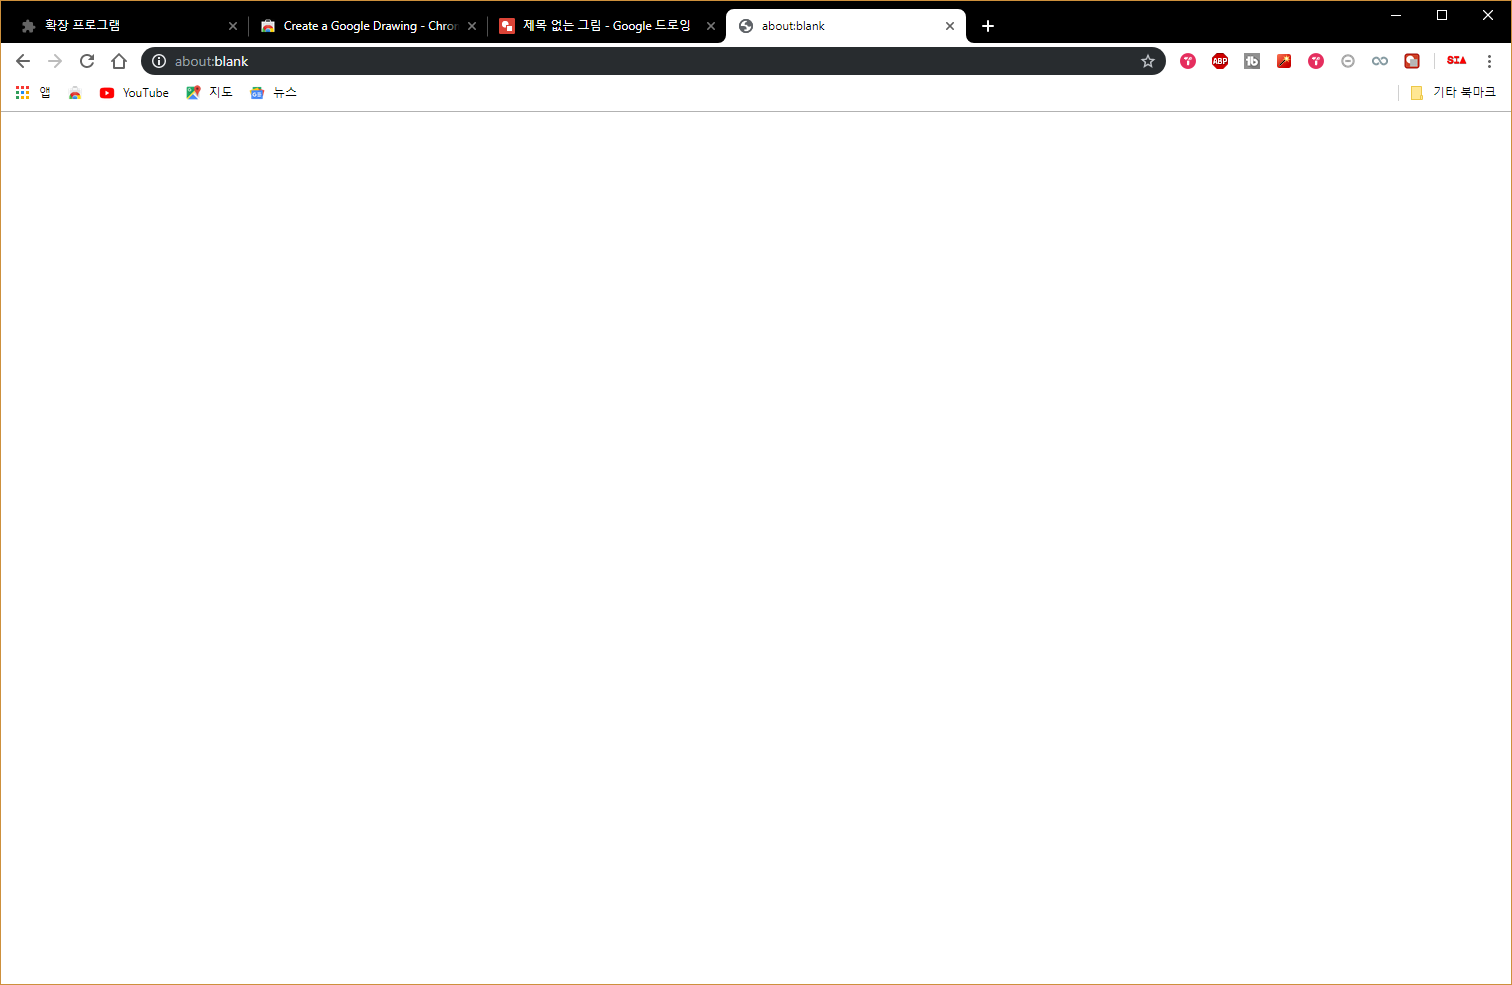 확장 프로그램
Create a Google Drawing - Chron
제목 없는 그림 - Google 드로잉
about:blank
about:blank
ABP
SIA
앱
YouTube
지도
뉴스
기타 북마크